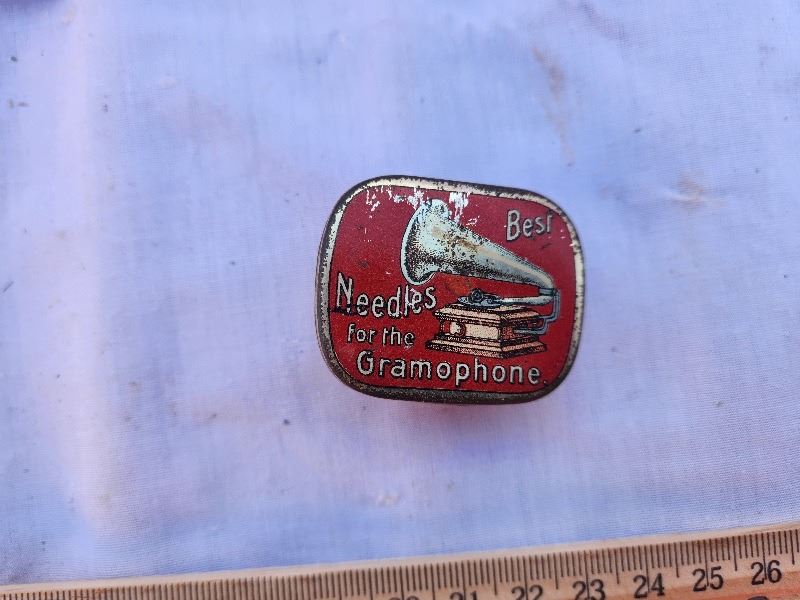 Best
Needles
for the
Gramophone
21 22 23 24 25 26